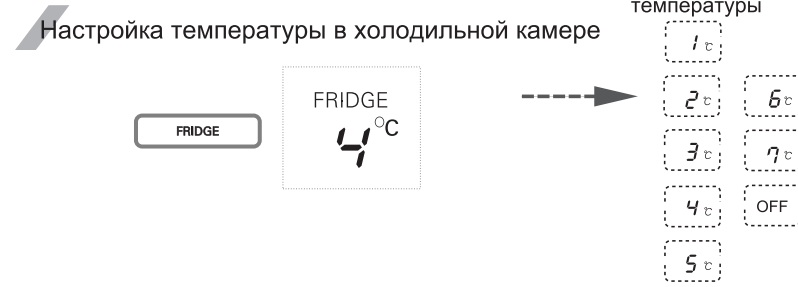 температуры
Настройка температуры в холодильной камере
FRIDGE
FRIDGE
4°C
1 °C
2 °C
3 °C
4 °C
5 °C
6 °C
7 °C
OFF